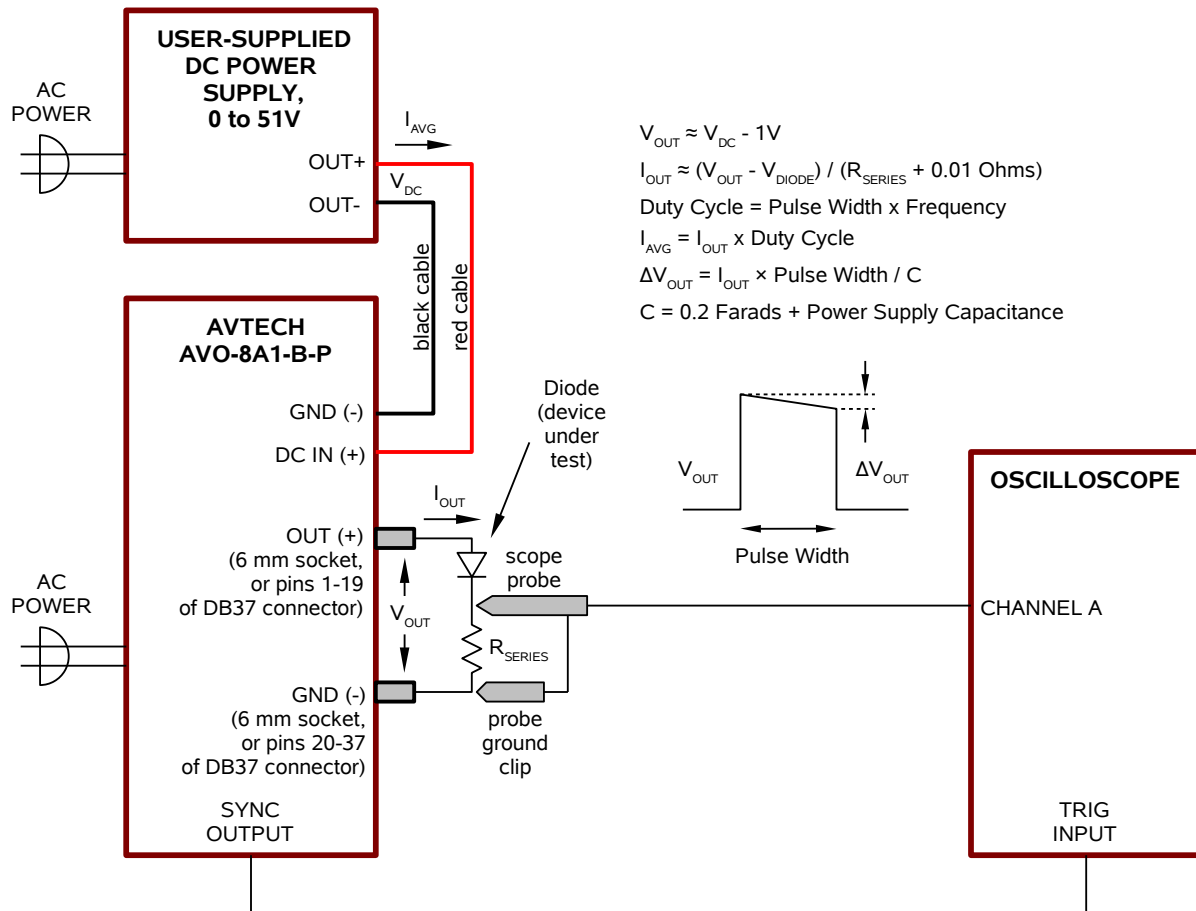 USER-SUPPLIED
DC POWER
SUPPLY,
0 to 51V
AC
POWER
I_AVG
OUT+
V_DC
OUT-
black cable
red cable
V_OUT ≈ V_DC - 1V
I_OUT ≈ (V_OUT - V_DIODE) / (R_SERIES + 0.01 Ohms)
Duty Cycle = Pulse Width x Frequency
I_AVG = I_OUT x Duty Cycle
ΔV_OUT = I_OUT × Pulse Width / C
C = 0.2 Farads + Power Supply Capacitance
AVTECH
AVO-8A1-B-P
GND (-)
DC IN (+)
Diode
(device
under
test)
I_OUT
OUT (+)
(6 mm socket,
or pins 1-19
of DB37 connector)
V_OUT
scope
probe
R_SERIES
AC
POWER
GND (-)
(6 mm socket,
or pins 20-37
of DB37 connector)
probe
ground
clip
SYNC
OUTPUT
V_OUT
ΔV_OUT
Pulse Width
OSCILLOSCOPE
CHANNEL A
TRIG
INPUT